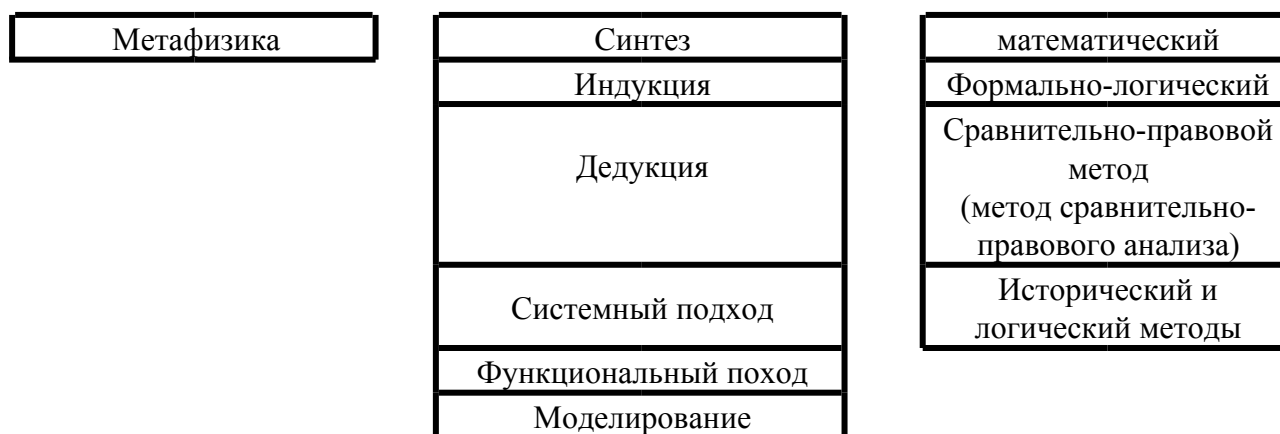 Метафизика
Синтез
математический
Индукция
Формально-логический
Дедукция
Сравнительно-правовой
метод
(метод сравнительно-
правового анализа)
Системный подход
Исторический и
логический методы
Функциональный поход
Моделирование